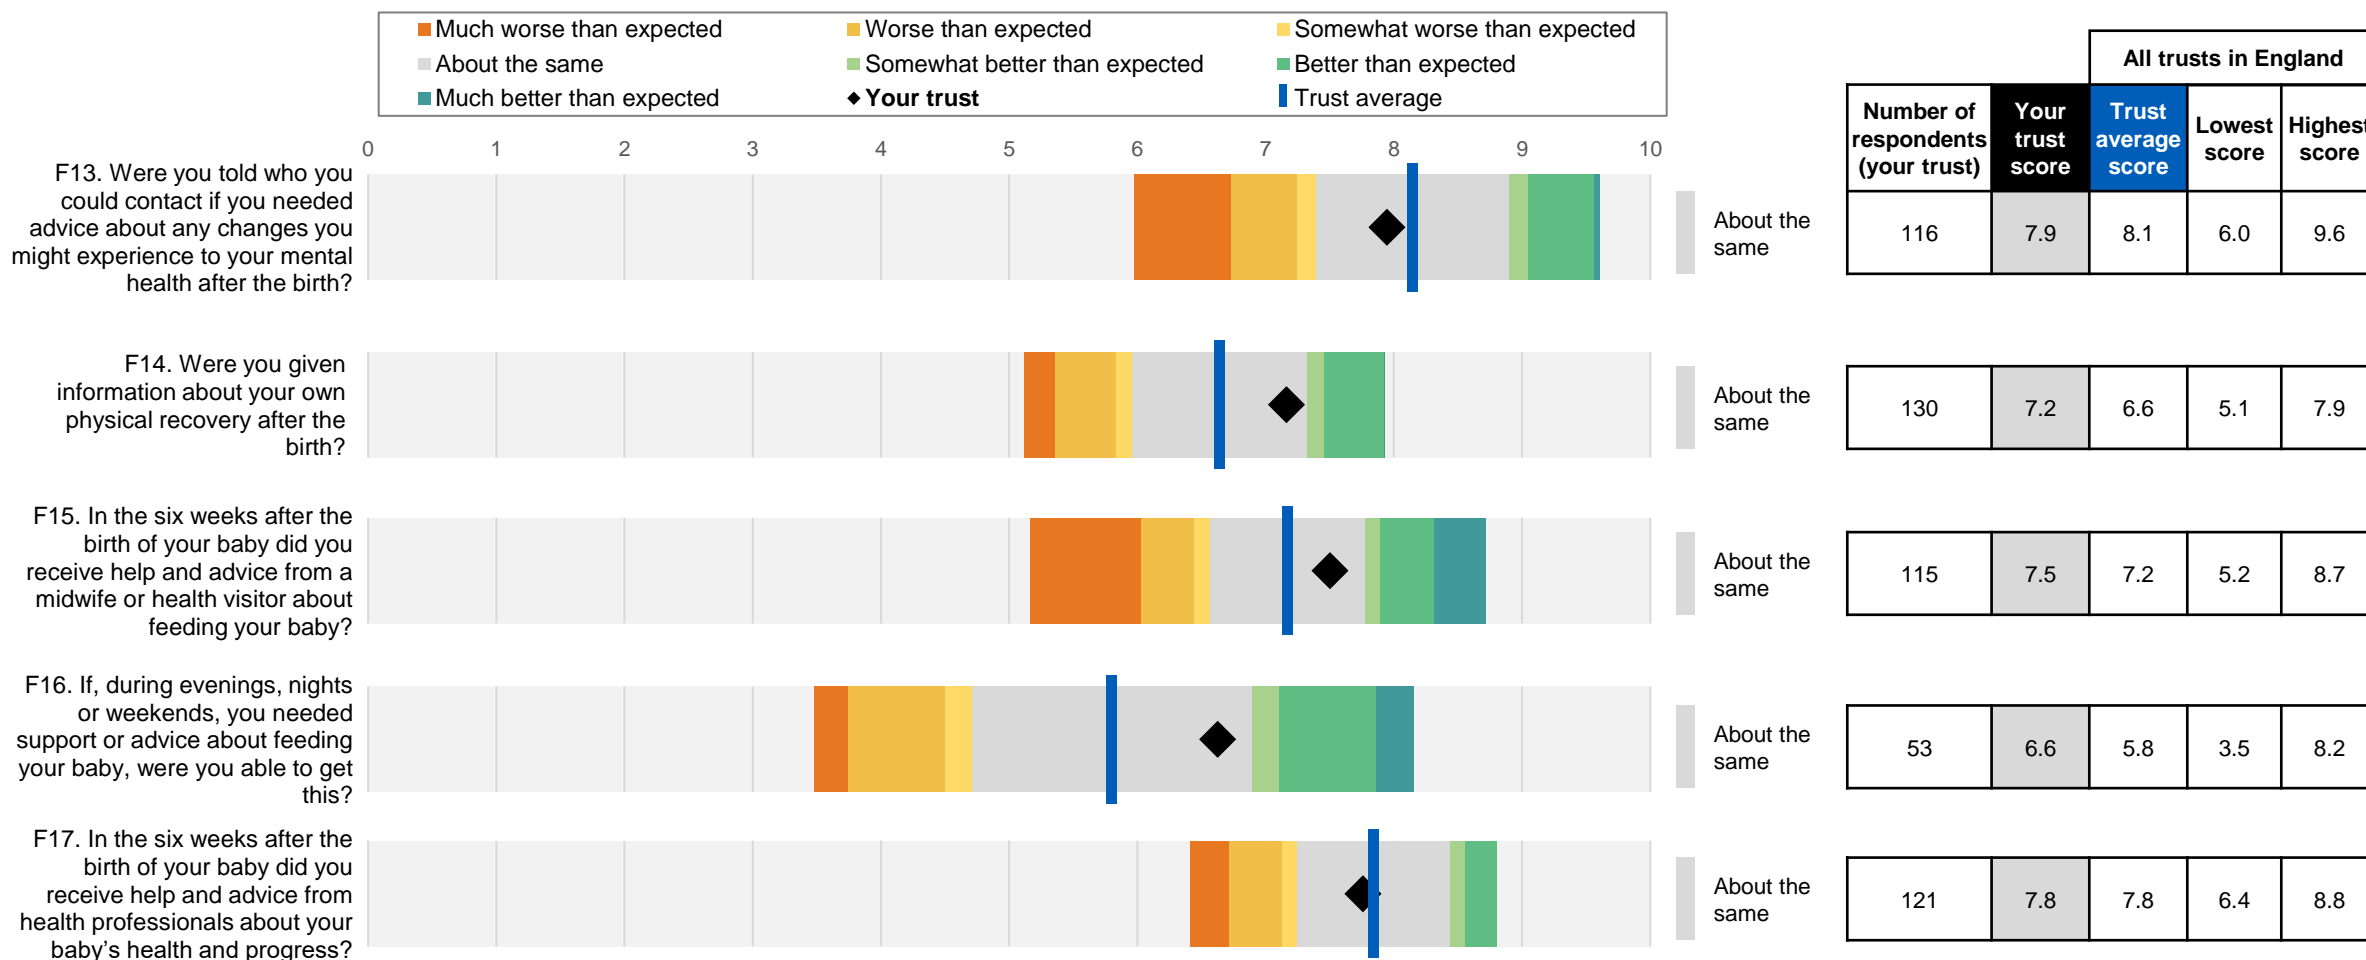 Much worse than expected
Worse than expected
Somewhat worse than expected
About the same
Somewhat better than expected
Better than expected
Much better than expected
Your trust
Trust average
All trusts in England
Number of respondents (your trust)
Your trust score
Trust average score
Lowest score
Highest score
0 1 2 3 4 5 6 7 8 9 10
F13. Were you told who you
could contact if you needed
advice about any changes you
might experience to your mental
health after the birth?
About the
same
116 7.9 8.1 6.0 9.6
F14. Were you given
information about your own
physical recovery after the
birth?
About the
same
130 7.2 6.6 5.1 7.9
F15. In the six weeks after the
birth of your baby did you
receive help and advice from a
midwife or health visitor about
feeding your baby?
About the
same
115 7.5 7.2 5.2 8.7
F16. If, during evenings, nights
or weekends, you needed
support or advice about feeding
your baby, were you able to get
this?
About the
same
53 6.6 5.8 3.5 8.2
F17. In the six weeks after the
birth of your baby did you
receive help and advice from
health professionals about your
baby's health and progress?
About the
same
121 7.8 7.8 6.4 8.8